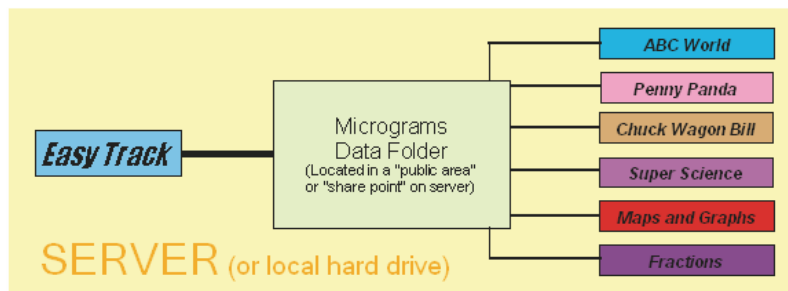 ABC World
Penny Panda
Chuck Wagon Bill
Super Science
Maps and Graphs
Fractions
Easy Track
Micrograms
Data Folder
(Located in a "public area"
or "share point" on server)
SERVER (or local hard drive)